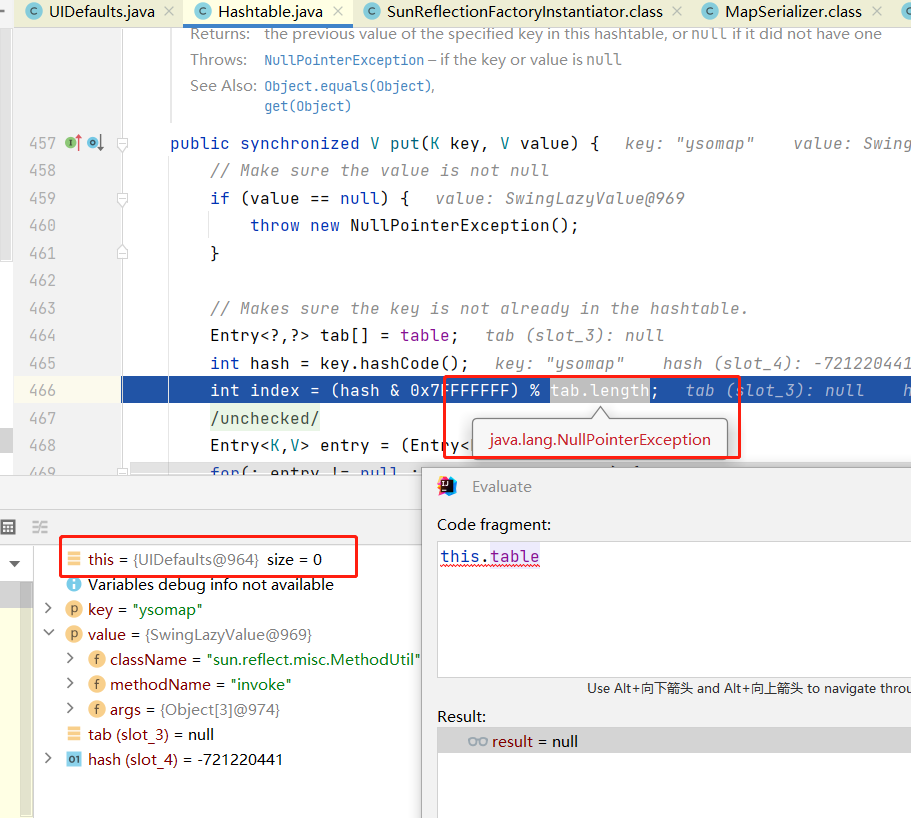 UIDefaults.java Hashtable.java SunReflectionFactoryInstantiator.class MapSerializer.class
Returns: the previous value of the specified key in this hashtable, or null if it did not have one
Throws: NullPointerException – if the key or value is null
See Also: Object.equals(Object),
get(Object)
457 public synchronized V put(K key, V value) { key: "ysomap" value: Swing
458 // Make sure the value is not null
459 if (value == null) { value: SwingLazyValue@969
460 throw new NullPointerException();
461 }
462
463 // Makes sure the key is not already in the hashtable.
464 Entry<?,?> tab[] = table; tab (slot_3): null
465 int hash = key.hashCode(); key: "ysomap" hash (slot_4): -721220441
466 int index = (hash & 0x7FFFFFFF) % tab.length; tab (slot_3): null h
467 /unchecked/
java.lang.NullPointerException
468 Entry<K,V> entry = (Entry<
469 for(; entry != null ;
Evaluate
Code fragment:
this.table
this = {UIDefaults@964} size = 0
Variables debug info not available
key = "ysomap"
value = {SwingLazyValue@969}
className = "sun.reflect.misc.MethodUtil"
methodName = "invoke"
args = {Object[3]@974}
tab (slot_3) = null
hash (slot_4) = -721220441
Use Alt+向下箭头 and Alt+向上箭头 to navigate throu
Result:
result = null